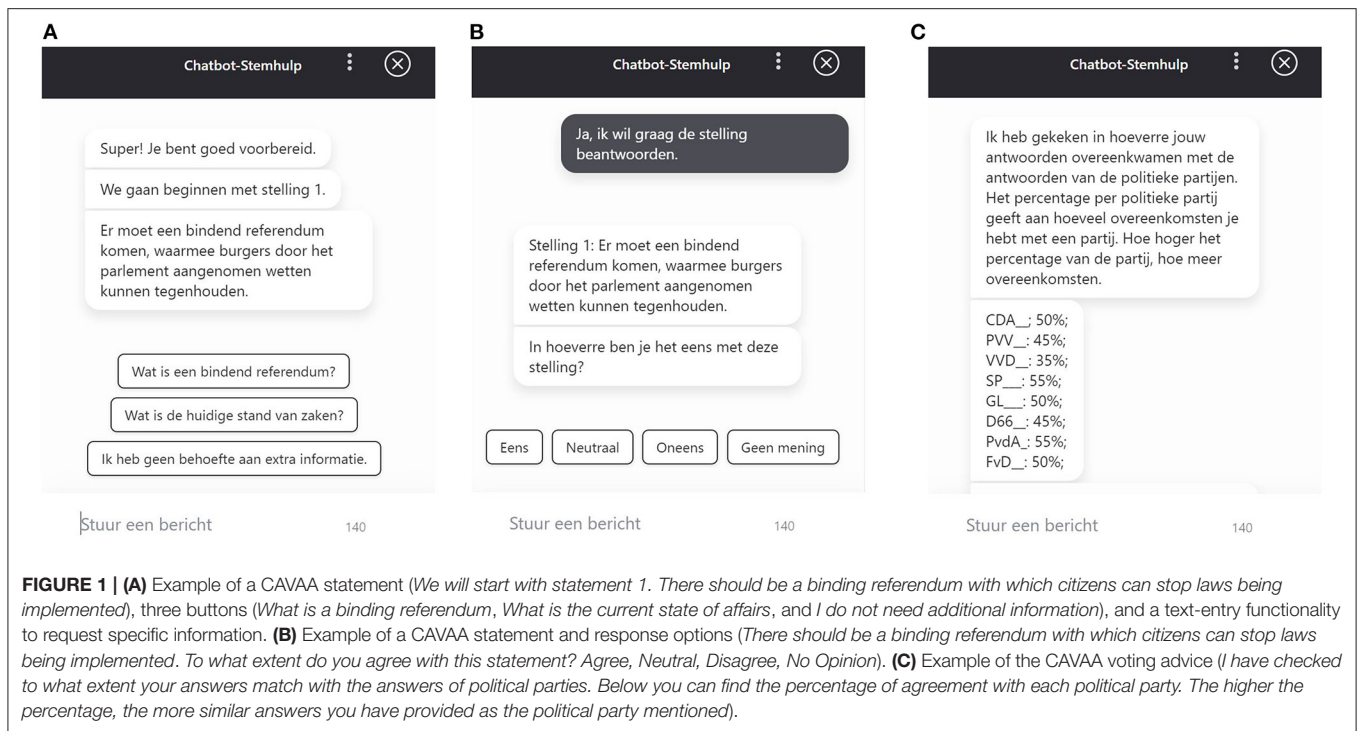 A
Chatbot-Stemhulp
Super! Je bent goed voorbereid.
We gaan beginnen met stelling 1.
Er moet een bindend referendum
komen, waarmee burgers door het
parlement aangenomen wetten
kunnen tegenhouden.
Wat is een bindend referendum?
Wat is de huidige stand van zaken?
Ik heb geen behoefte aan extra informatie.
Stuur een bericht 140
B
Chatbot-Stemhulp
Ja, ik wil graag de stelling
beantwoorden.
Stelling 1: Er moet een bindend
referendum komen, waarmee burgers
door het parlement aangenomen
wetten kunnen tegenhouden.
In hoeverre ben je het eens met deze
stelling?
Eens Neutraal Oneens Geen mening
Stuur een bericht 140
C
Chatbot-Stemhulp
Ik heb gekeken in hoeverre jouw
antwoorden overeenkwamen met de
antwoorden van de politieke partijen.
Het percentage per politieke partij
geeft aan hoeveel overeenkomsten je
hebt met een partij. Hoe hoger het
percentage van de partij, hoe meer
overeenkomsten.
CDA__; 50%;
PVV__: 45%;
VVD__: 35%;
SP___: 55%;
GL___: 50%;
D66__: 45%;
PvdA_: 55%;
FvD__: 50%;
Stuur een bericht 140
FIGURE 1 | (A) Example of a CAVAA statement (We will start with statement 1. There should be a binding referendum with which citizens can stop laws being
implemented), three buttons (What is a binding referendum, What is the current state of affairs, and I do not need additional information), and a text-entry functionality
to request specific information. (B) Example of a CAVAA statement and response options (There should be a binding referendum with which citizens can stop laws
being implemented. To what extent do you agree with this statement? Agree, Neutral, Disagree, No Opinion). (C) Example of the CAVAA voting advice (I have checked
to what extent your answers match with the answers of political parties. Below you can find the percentage of agreement with each political party. The higher the
percentage, the more similar answers you have provided as the political party mentioned).